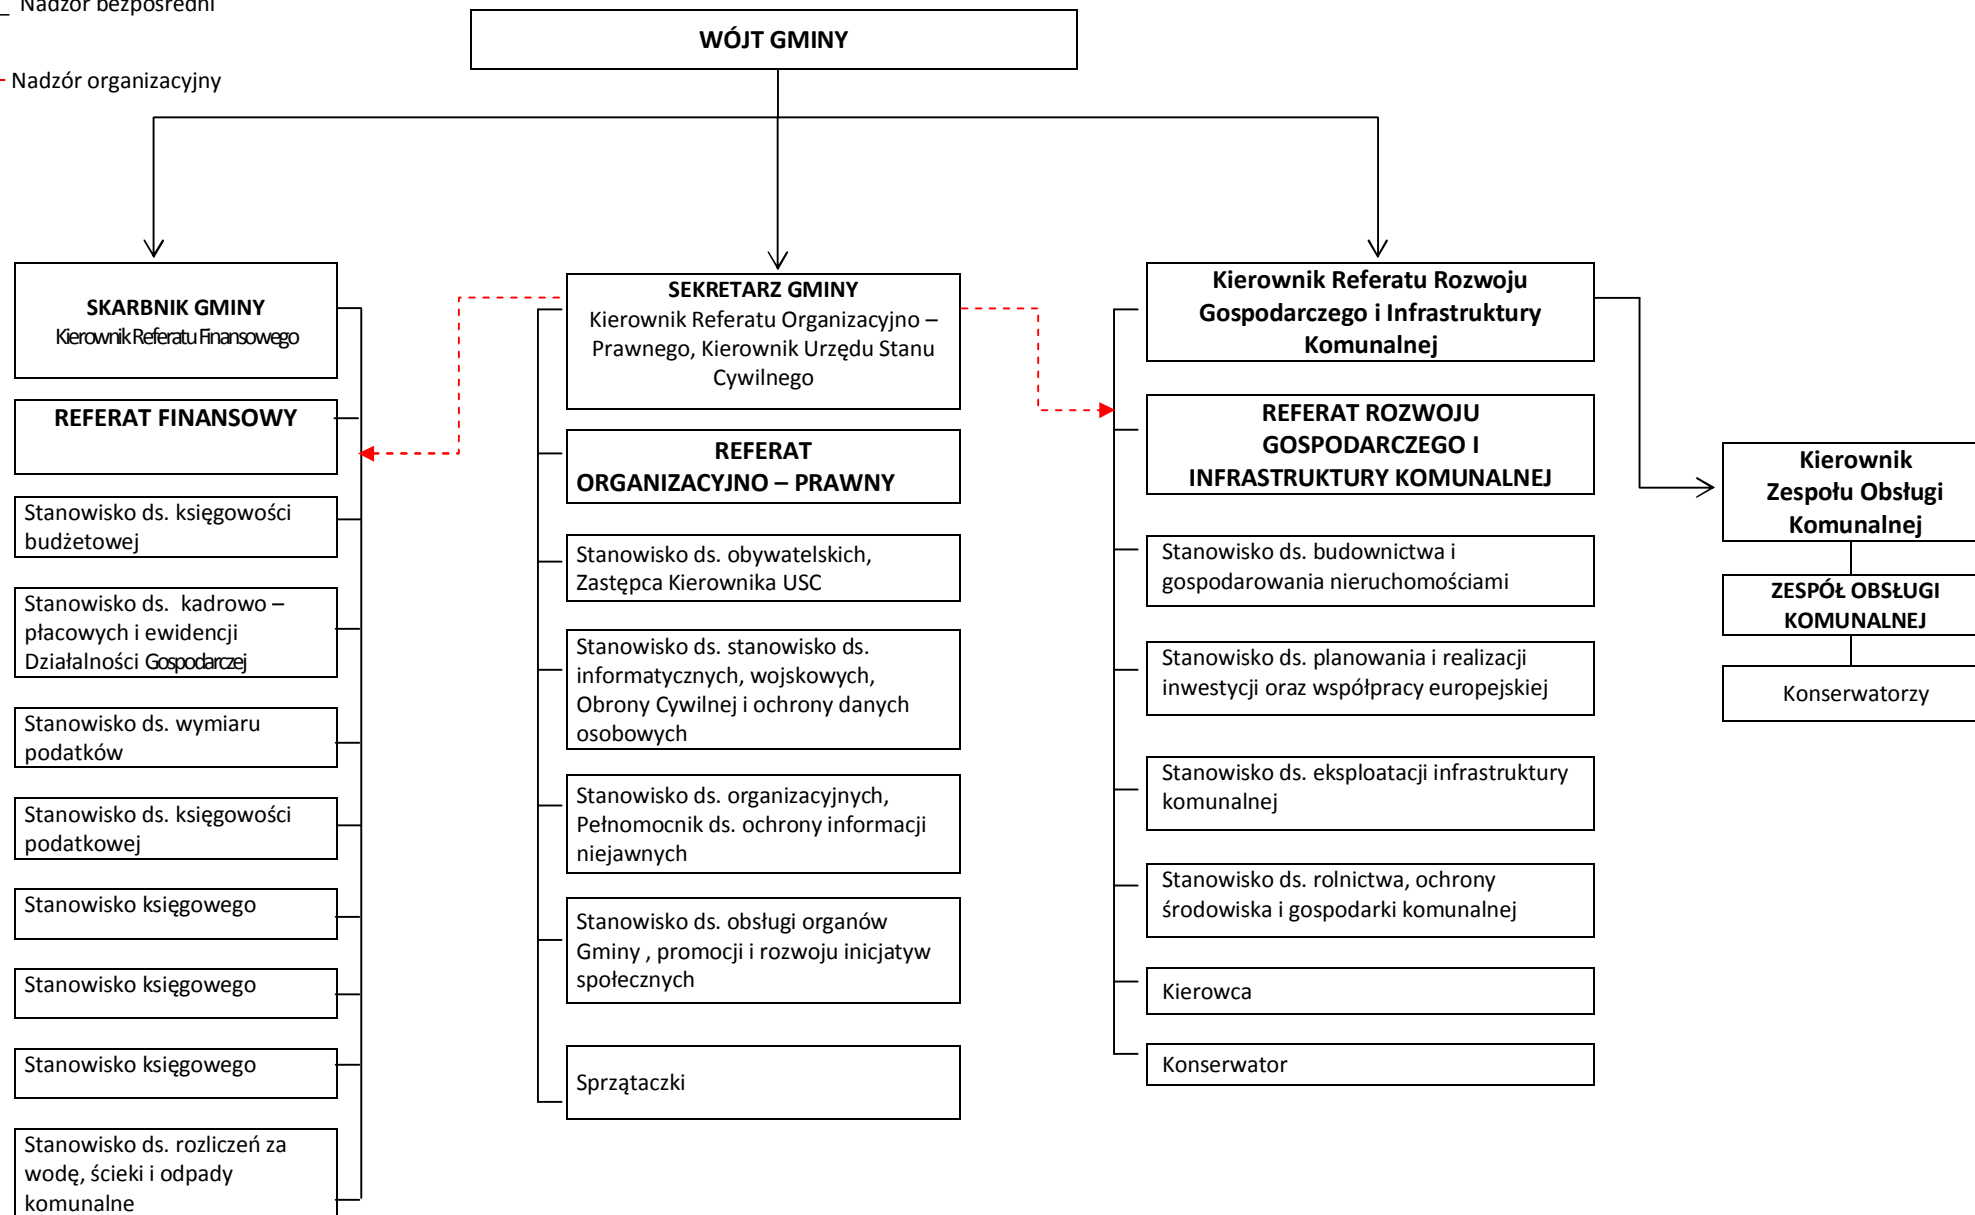 _ Nadzór bezpośredni
Nadzór organizacyjny
WÓJT GMINY
SKARBNIK GMINY
Kierownik Referatu Finansowego
REFERAT FINANSOWY
Stanowisko ds. księgowości
budżetowej
Stanowisko ds. kadrowo –
płacowych i ewidencji
Działalności Gospodarczej
Stanowisko ds. wymiaru
podatków
Stanowisko ds. księgowości
podatkowej
Stanowisko księgowego
Stanowisko księgowego
Stanowisko księgowego
Stanowisko ds. rozliczeń za
wodę, ścieki i odpady
komunalne
SEKRETARZ GMINY
Kierownik Referatu Organizacyjno –
Prawnego, Kierownik Urzędu Stanu
Cywilnego
REFERAT
ORGANIZACYJNO – PRAWNY
Stanowisko ds. obywatelskich,
Zastępca Kierownika USC
Stanowisko ds. stanowisko ds.
informatycznych, wojskowych,
Obrony Cywilnej i ochrony danych
osobowych
Stanowisko ds. organizacyjnych,
Pełnomocnik ds. ochrony informacji
niejawnych
Stanowisko ds. obsługi organów
Gminy , promocji i rozwoju inicjatyw
społecznych
Sprzątaczki
Kierownik Referatu Rozwoju
Gospodarczego i Infrastruktury
Komunalnej
REFERAT ROZWOJU
GOSPODARCZEGO I
INFRASTRUKTURY KOMUNALNEJ
Stanowisko ds. budownictwa i
gospodarowania nieruchomościami
Stanowisko ds. planowania i realizacji
inwestycji oraz współpracy europejskiej
Stanowisko ds. eksploatacji infrastruktury
komunalnej
Stanowisko ds. rolnictwa, ochrony
środowiska i gospodarki komunalnej
Kierowca
Konserwator
Kierownik
Zespołu Obsługi
Komunalnej
ZESPÓŁ OBSŁUGI
KOMUNALNEJ
Konserwatorzy